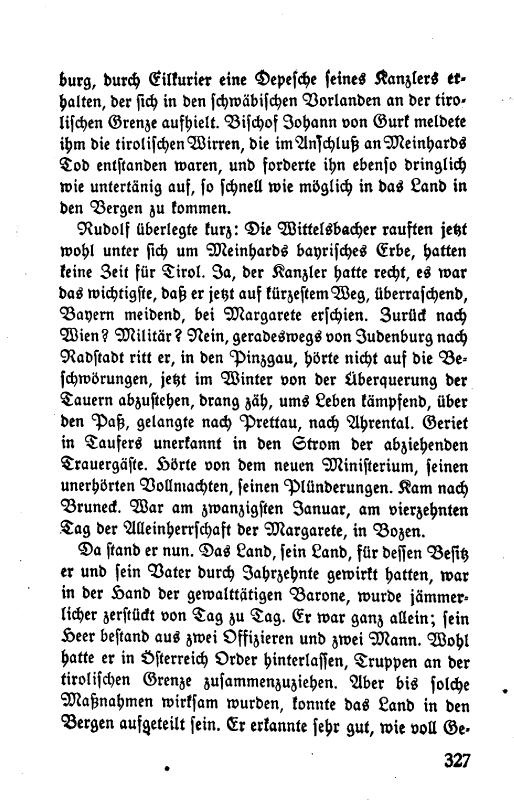 burg, durch Eilkurier eine Depesche seines Kanzlers er-
halten, der sich in den schwäbischen Vorlanden an der tiro-
lischen Grenze aufhielt. Bischof Johann von Gurk meldete
ihm die tirolischen Wirren, die im Anschluß an Meinhards
Tod entstanden waren, und forderte ihn ebenso dringlich
wie untertänig auf, so schnell wie möglich in das Land in
den Bergen zu kommen.
Rudolf überlegte kurz: Die Wittelsbacher rauften jetzt
wohl unter sich um Meinhards bayrisches Erbe, hatten
keine Zeit für Tirol. Ja, der Kanzler hatte recht, es war
das wichtigste, daß er jetzt auf kürzestem Weg, überraschend,
Bayern meidend, bei Margarete erschien. Zurück nach
Wien? Militär? Nein, geradeswegs von Judenburg nach
Radstadt ritt er, in den Pinzgau, hörte nicht auf die Be-
schwörungen, jetzt im Winter von der Überquerung der
Tauern abzustehen, drang zäh, ums Leben kämpfend, über
den Paß, gelangte nach Prettau, nach Ahrental. Geriet
in Taufers unerkannt in den Strom der abziehenden
Trauergäste. Hörte von dem neuen Ministerium, seinen
unerhörten Vollmachten, seinen Plünderungen. Kam nach
Bruneck. War am zwanzigsten Januar, am vierzehnten
Tag der Alleinherrschaft der Margarete, in Bozen.
Da stand er nun. Das Land, sein Land, für dessen Besitz
er und sein Vater durch Jahrzehnte gewirkt hatten, war
in der Hand der gewalttätigen Barone, wurde jämmer-
licher zerstückt von Tag zu Tag. Er war ganz allein; sein
Heer bestand aus zwei Offizieren und zwei Mann. Wohl
hatte er in Österreich Order hinterlassen, Truppen an der
tirolischen Grenze zusammenzuziehen. Aber bis solche
Maßnahmen wirksam wurden, konnte das Land in den
Bergen aufgeteilt sein. Er erkannte sehr gut, wie voll Ge-
327